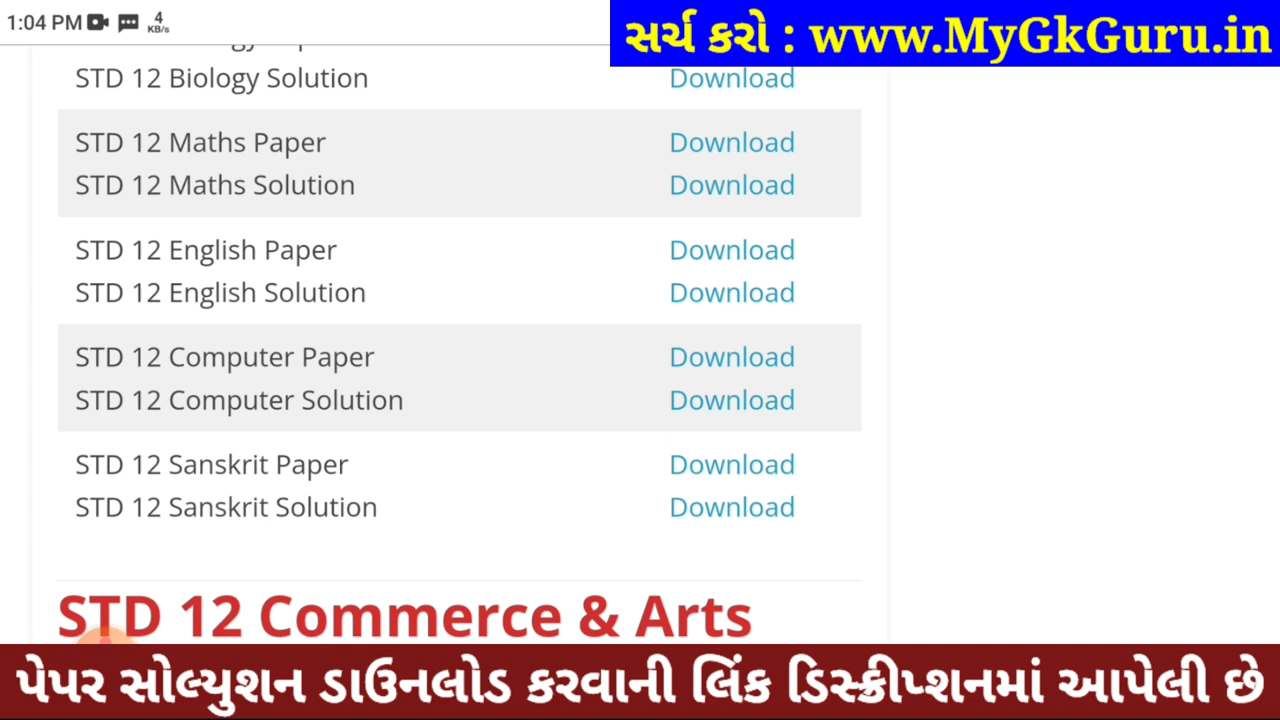 1:04 PM 4 KB/s
સર્ચ કરો : www.MyGkGuru.in
STD 12 Biology Solution Download
STD 12 Maths Paper Download
STD 12 Maths Solution Download
STD 12 English Paper Download
STD 12 English Solution Download
STD 12 Computer Paper Download
STD 12 Computer Solution Download
STD 12 Sanskrit Paper Download
STD 12 Sanskrit Solution Download
STD 12 Commerce & Arts
પેપર સોલ્યુશન ડાઉનલોડ કરવાની લિંક ડિસ્ક્રીપ્શનમાં આપેલી છે